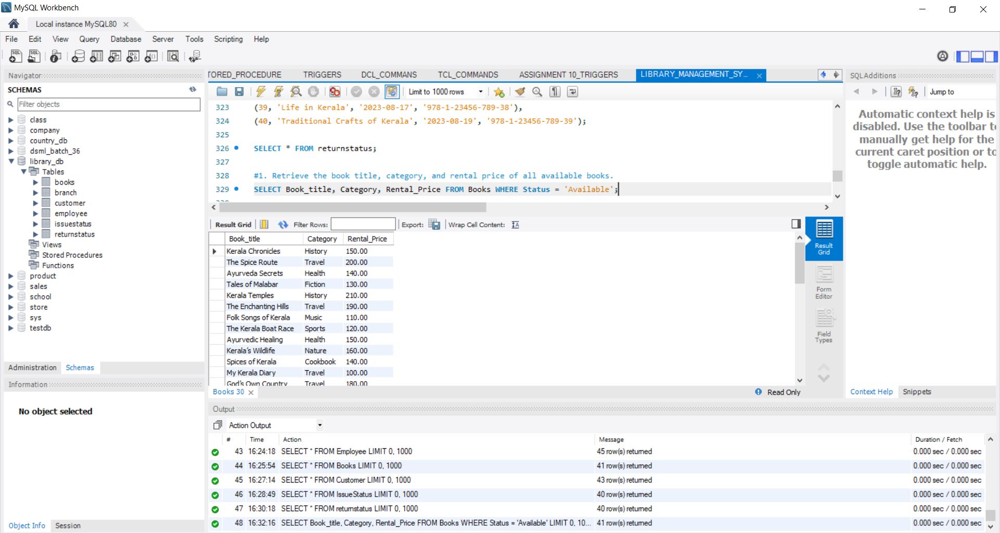 MySQL Workbench
Local instance MySQL80
File Edit View Query Database Server Tools Scripting Help
Navigator
SCHEMAS
Filter objects
class
company
country_db
dsml_batch_36
library_db
Tables
books
branch
customer
employee
issuestatus
returnstatus
Views
Stored Procedures
Functions
product
sales
school
store
sys
testdb
Administration Schemas
Information
No object selected
Object Info Session
TORED_PROCEDURE TRIGGERS DCL_COMMANS TCL_COMMANDS ASSIGNMENT 10_TRIGGERS LIBRARY_MANAGEMENT_SY...
Limit to 1000 rows
323 (39, 'Life in Kerala', '2023-08-17', '978-1-23456-789-38'),
324 (40, 'Traditional Crafts of Kerala', '2023-08-19', '978-1-23456-789-39');
325
326 SELECT * FROM returnstatus;
327
328 #1. Retrieve the book title, category, and rental price of all available books.
329 SELECT Book_title, Category, Rental_Price FROM Books WHERE Status = 'Available';
Result Grid Filter Rows: Export: Wrap Cell Content:
Book_title Category Rental_Price
Kerala Chronicles History 150.00
The Spice Route Travel 200.00
Ayurveda Secrets Health 140.00
Tales of Malabar Fiction 130.00
Kerala Temples History 210.00
The Enchanting Hills Travel 190.00
Folk Songs of Kerala Music 110.00
The Kerala Boat Race Sports 120.00
Ayurvedic Healing Health 150.00
Kerala's Wildlife Nature 160.00
Spices of Kerala Cookbook 140.00
My Kerala Diary Travel 100.00
God's Own Country Travel 180.00
Result
Grid
Form
Editor
Field
Types
Books 30
Read Only
SQLAdditions
Jump to
Automatic context help is
disabled. Use the toolbar to
manually get help for the
current caret position or to
toggle automatic help.
Context Help Snippets
Output
Action Output
# Time Action Message Duration / Fetch
43 16:24:18 SELECT * FROM Employee LIMIT 0, 1000 45 row(s) returned 0.000 sec / 0.000 sec
44 16:25:54 SELECT * FROM Books LIMIT 0, 1000 41 row(s) returned 0.000 sec / 0.000 sec
45 16:27:14 SELECT * FROM Customer LIMIT 0, 1000 43 row(s) returned 0.000 sec / 0.000 sec
46 16:28:49 SELECT * FROM IssueStatus LIMIT 0, 1000 40 row(s) returned 0.000 sec / 0.000 sec
47 16:30:18 SELECT * FROM returnstatus LIMIT 0, 1000 40 row(s) returned 0.000 sec / 0.000 sec
48 16:32:16 SELECT Book_title, Category, Rental_Price FROM Books WHERE Status = 'Available' LIMIT 0, 10... 41 row(s) returned 0.000 sec / 0.000 sec